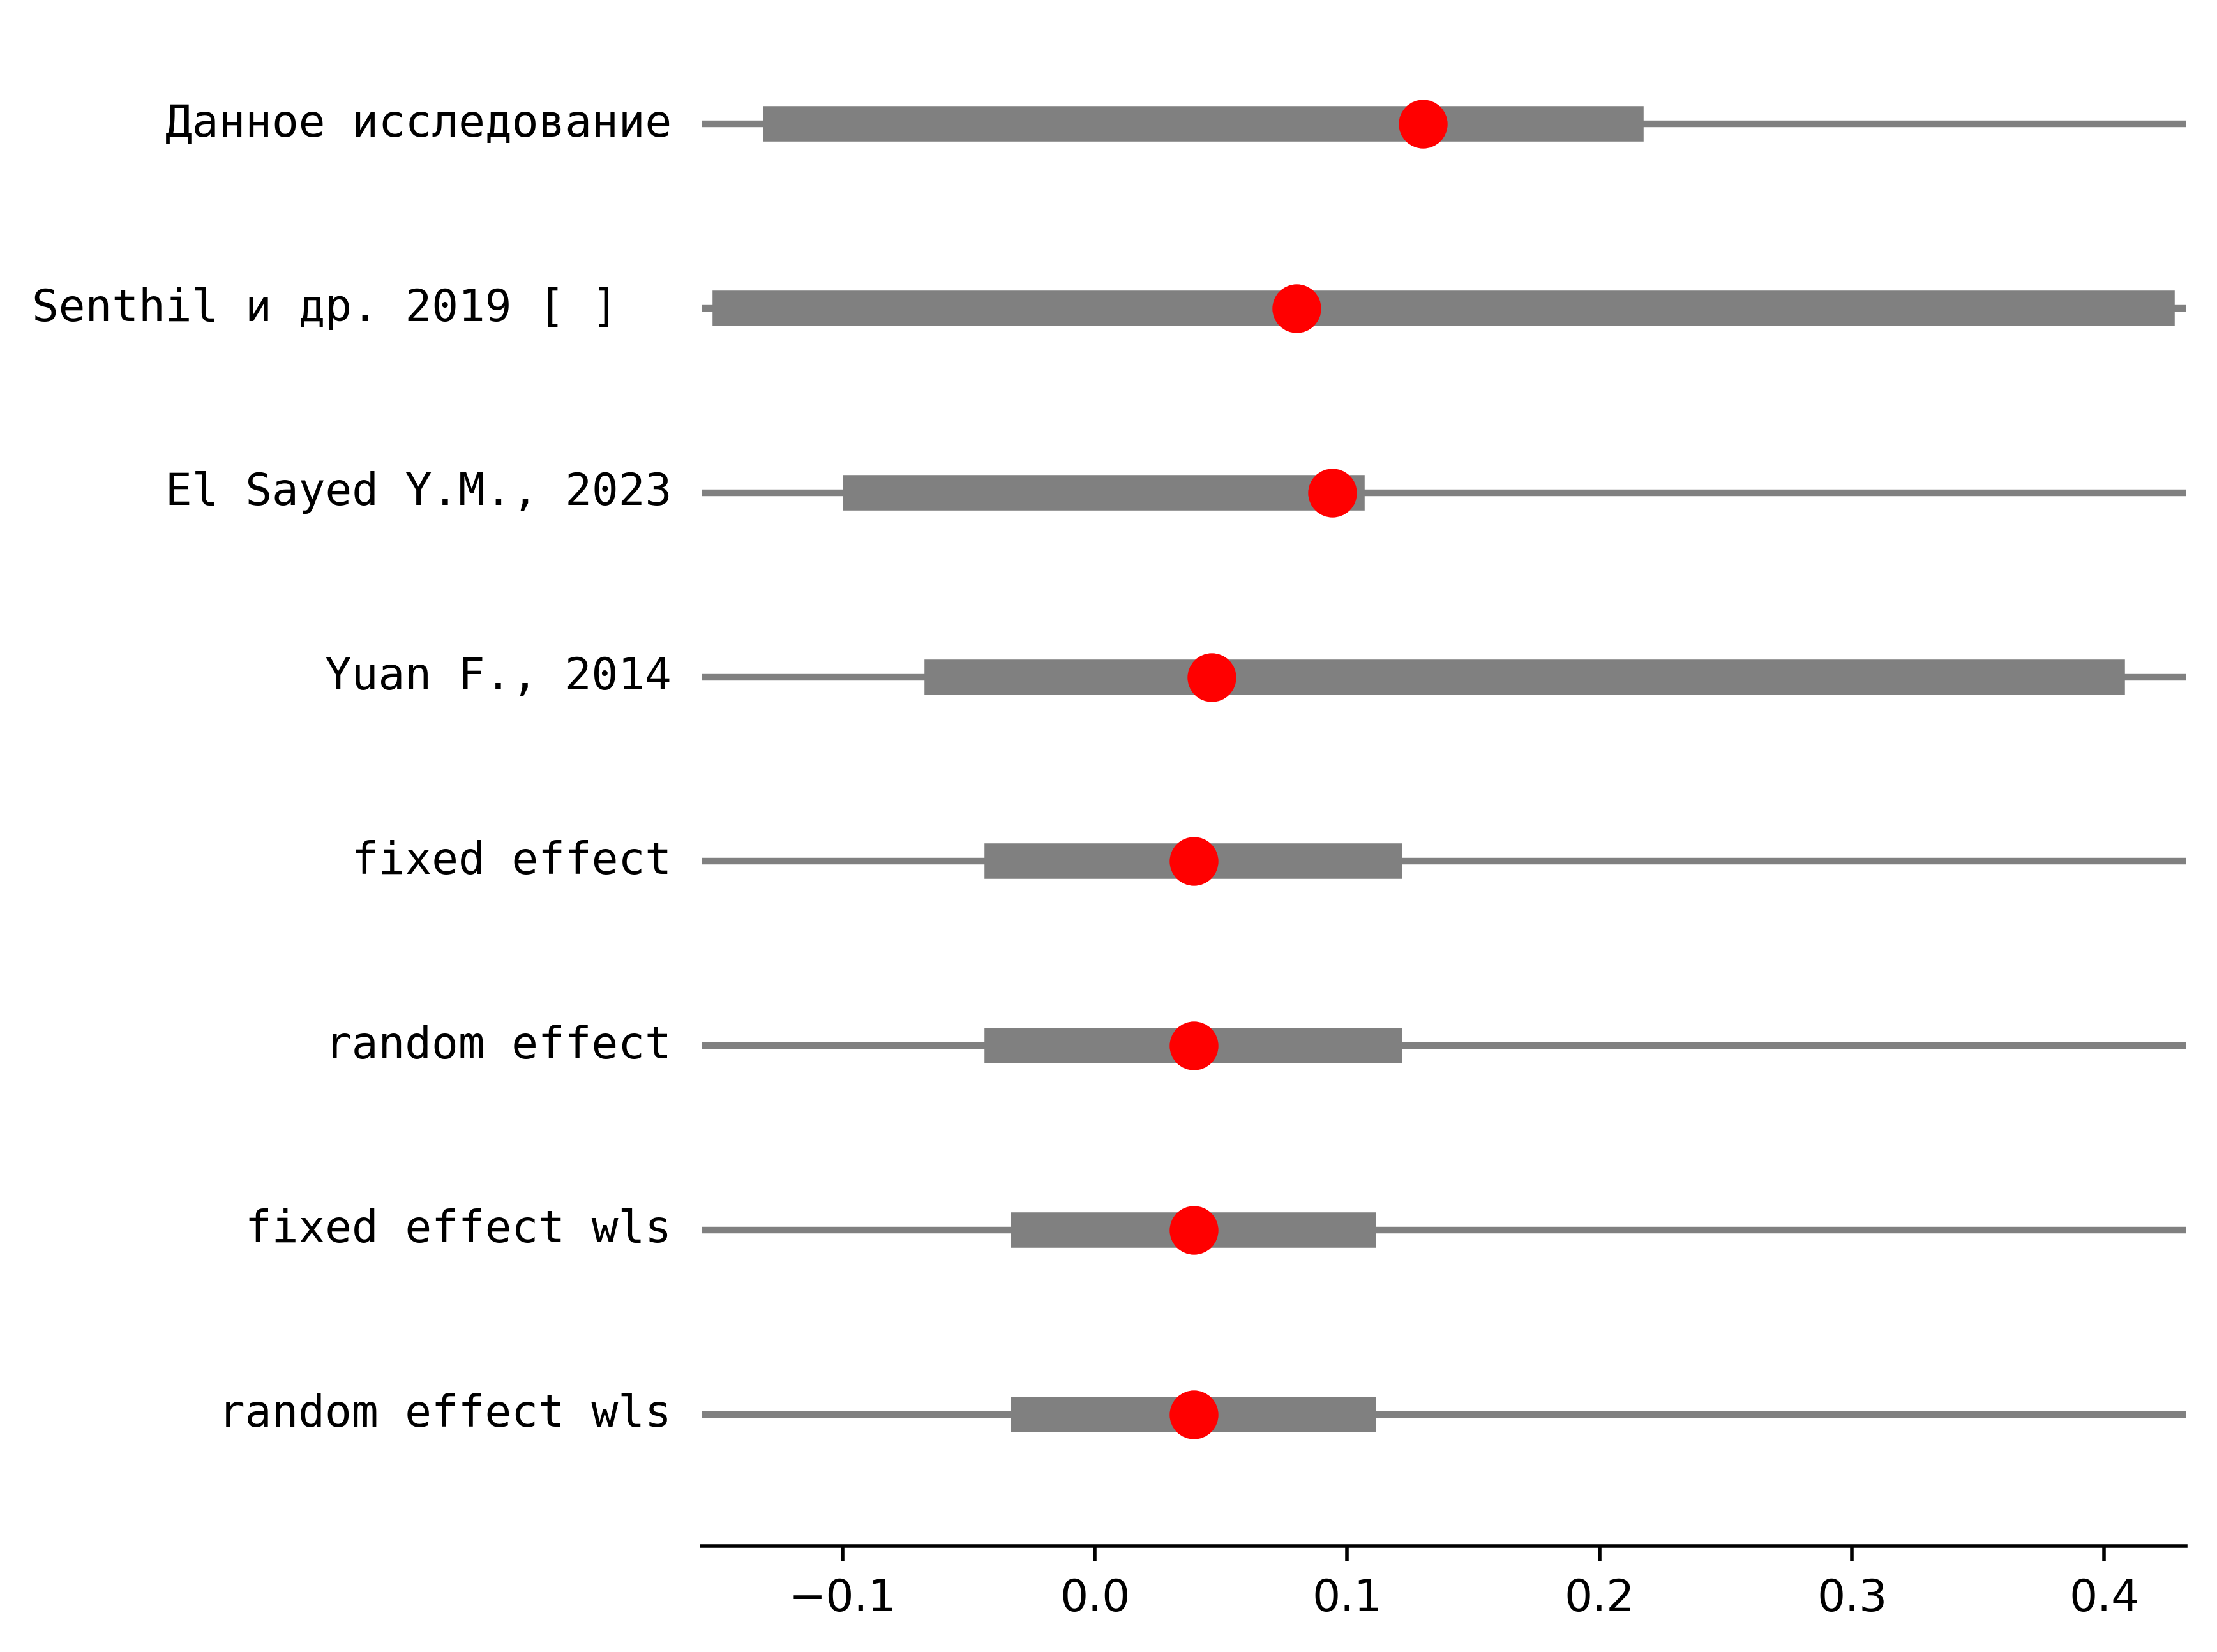 Данное исследование
Senthil и др. 2019 [ ]
El Sayed Y.M., 2023
Yuan F., 2014
fixed effect
random effect
fixed effect wls
random effect wls
−0.1 0.0 0.1 0.2 0.3 0.4